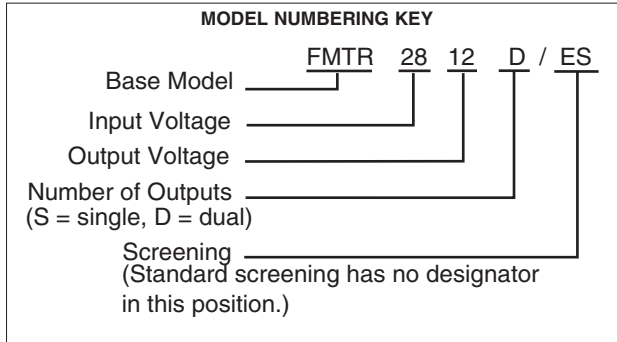 MODEL NUMBERING KEY
FMTR 28 12 D / ES
Base Model
Input Voltage
Output Voltage
Number of Outputs
(S = single, D = dual)
Screening
(Standard screening has no designator
in this position.)